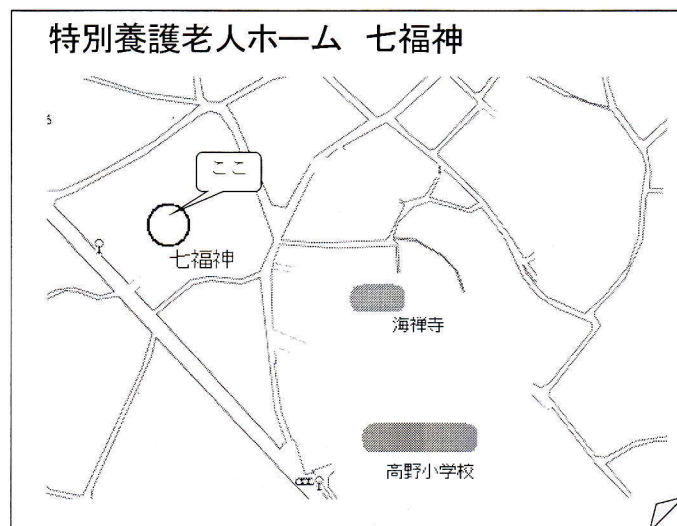 特別養護老人ホーム 七福神
ここ
七福神
海禅寺
高野小学校